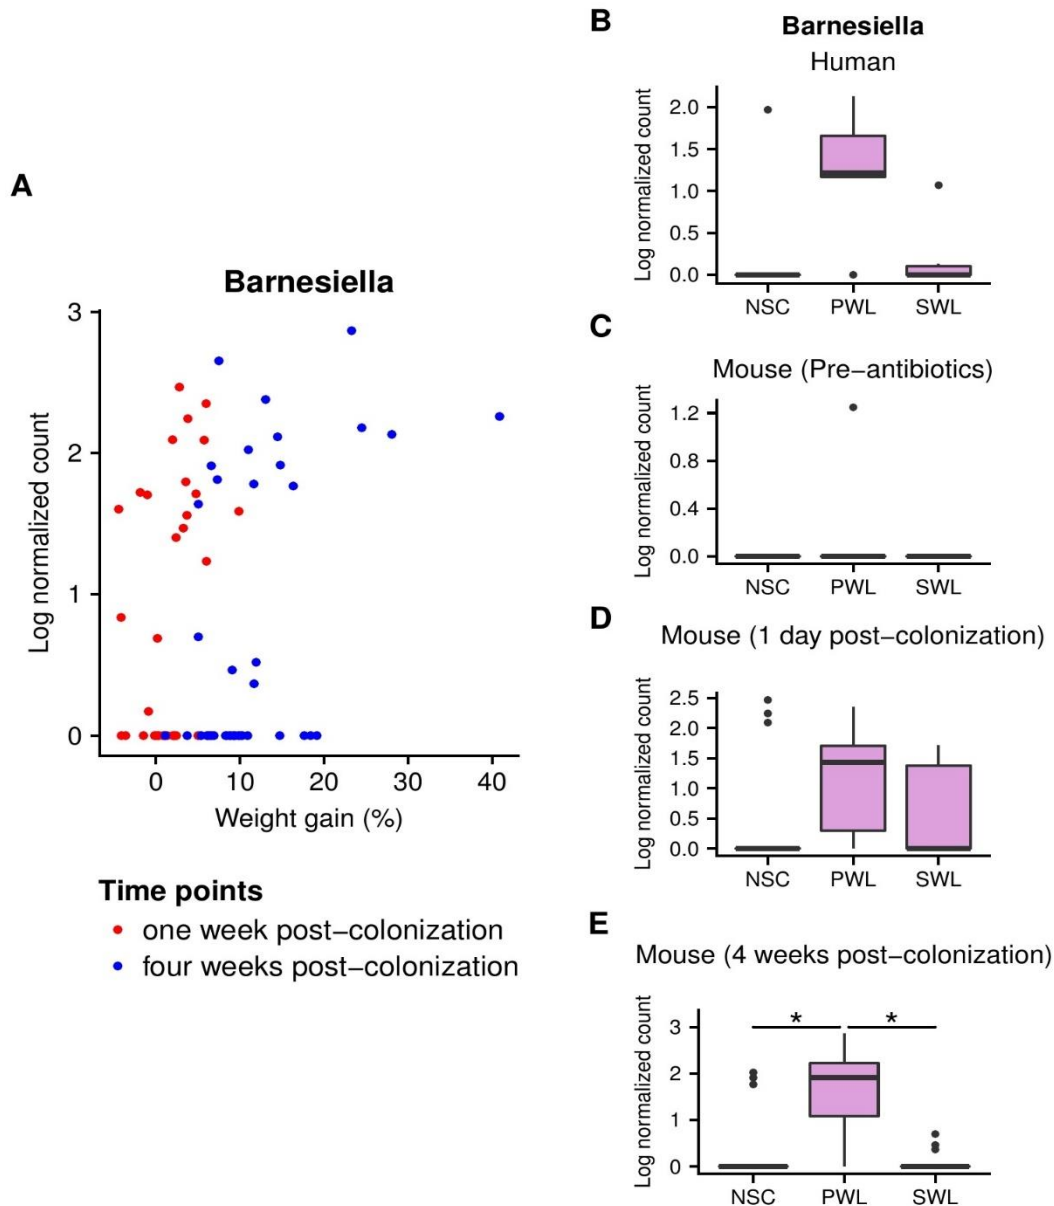 A
Barnesiella
3
2
1
0
Log normalized count
0 10 20 30 40
Weight gain (%)
Time points
one week post−colonization
four weeks post−colonization
B
Barnesiella
Human
2.0
1.5
1.0
0.5
0.0
Log normalized count
NSC PWL SWL
C
Mouse (Pre−antibiotics)
1.2
0.8
0.4
0.0
Log normalized count
NSC PWL SWL
D
Mouse (1 day post−colonization)
2.5
2.0
1.5
1.0
0.5
0.0
Log normalized count
NSC PWL SWL
E
Mouse (4 weeks post−colonization)
* *
3
2
1
0
Log normalized count
NSC PWL SWL